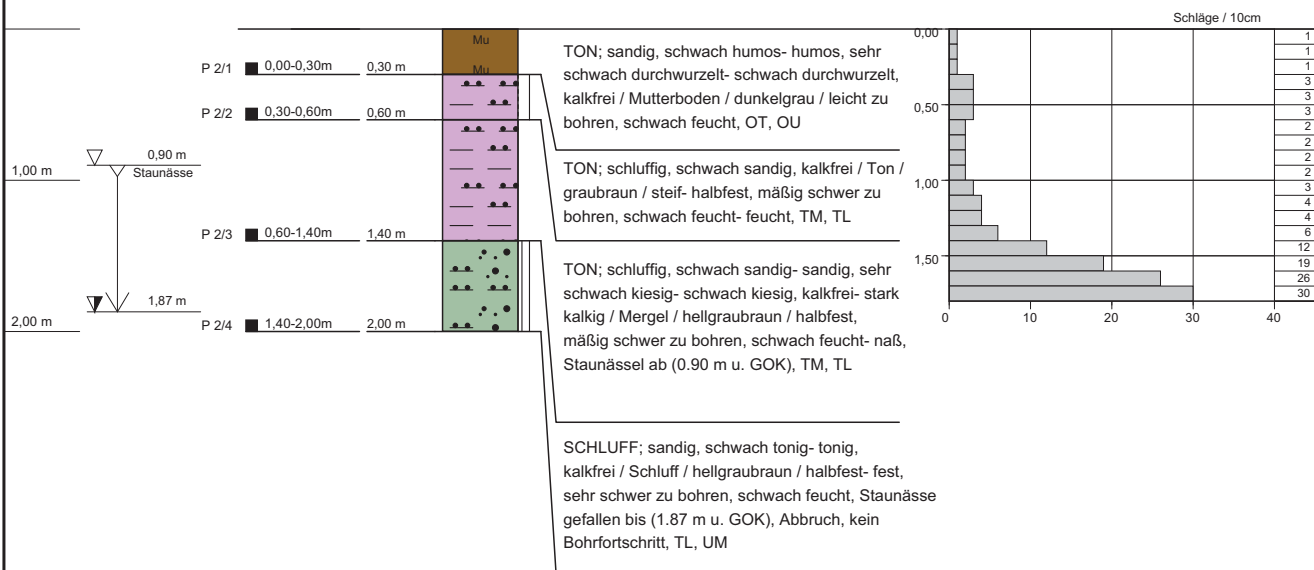 Schläge / 10cm
Mu
Mu
P 2/1 0,00-0,30m 0,30 m
P 2/2 0,30-0,60m 0,60 m
0,90 m
Staunässe
1,00 m
P 2/3 0,60-1,40m 1,40 m
1,87 m
2,00 m
P 2/4 1,40-2,00m 2,00 m
TON; sandig, schwach humos- humos, sehr
schwach durchwurzelt- schwach durchwurzelt,
kalkfrei / Mutterboden / dunkelgrau / leicht zu
bohren, schwach feucht, OT, OU
TON; schluffig, schwach sandig, kalkfrei / Ton /
graubraun / steif- halbfest, mäßig schwer zu
bohren, schwach feucht- feucht, TM, TL
TON; schluffig, schwach sandig- sandig, sehr
schwach kiesig- schwach kiesig, kalkfrei- stark
kalkig / Mergel / hellgraubraun / halbfest,
mäßig schwer zu bohren, schwach feucht- naß,
Staunässel ab (0.90 m u. GOK), TM, TL
SCHLUFF; sandig, schwach tonig- tonig,
kalkfrei / Schluff / hellgraubraun / halbfest- fest,
sehr schwer zu bohren, schwach feucht, Staunässe
gefallen bis (1.87 m u. GOK), Abbruch, kein
Bohrfortschritt, TL, UM
0,00
0,50
1,00
1,50
0 10 20 30 40
1
1
1
3
3
3
2
2
2
2
3
4
4
6
12
19
26
30